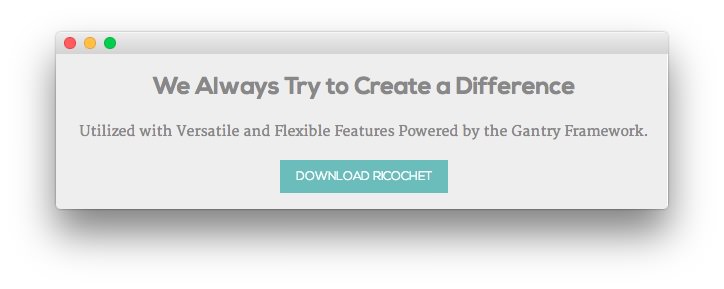 We Always Try to Create a Difference
Utilized with Versatile and Flexible Features Powered by the Gantry Framework.
DOWNLOAD RICOCHET